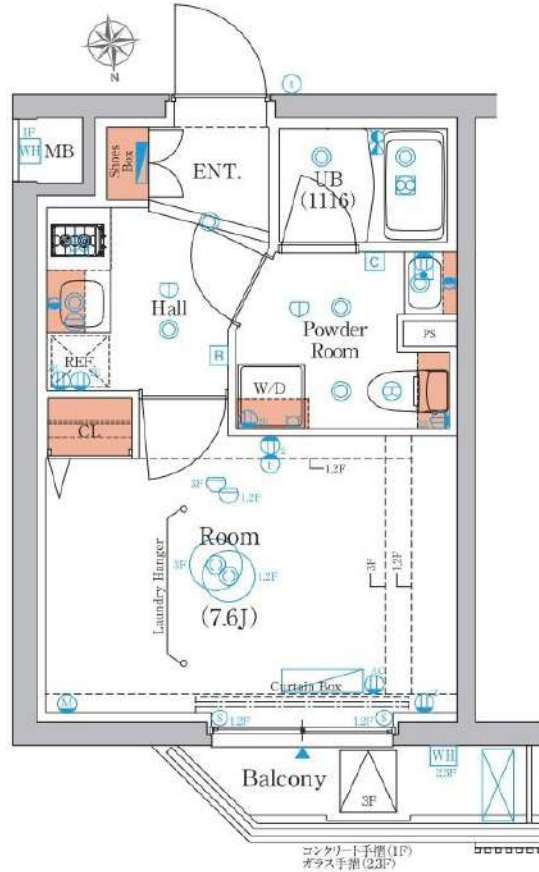 N
1F
WH
MB
Shoes Box
t
ENT.
UB
(1116)
C
Hall
Powder
Room
PS
R
REF.
W/D
CL
2
t
1.2F
3F
1.2F
Room
3F
1.2F
(7.6J)
Laundry Hanger
3F
1.2F
AC
Curtain Box
M
S
1.2F
1.2F
S
Balcony
3F
WH
2.3F
コンクリート手摺(1F)
ガラス手摺(2.3F)